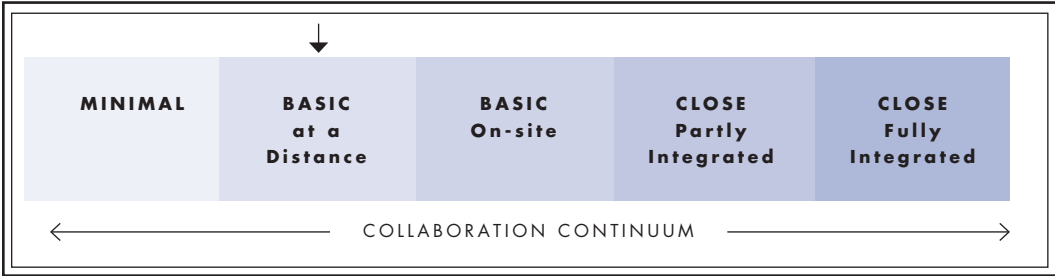 MINIMAL
BASIC
at a
Distance
BASIC
On-site
CLOSE
Partly
Integrated
CLOSE
Fully
Integrated
COLLABORATION CONTINUUM